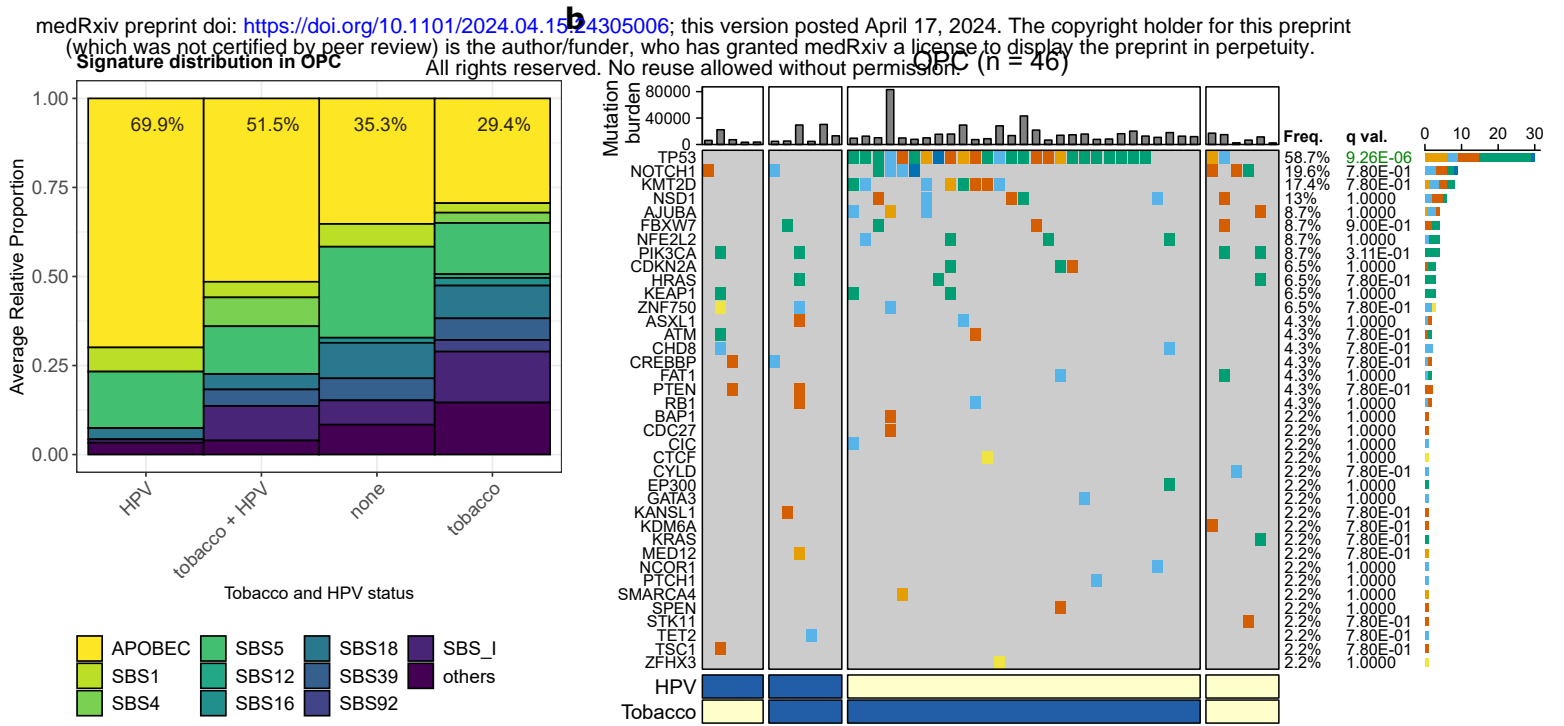 medRxiv preprint doi: https://doi.org/10.1101/2024.04.15.24305006; this version posted April 17, 2024. The copyright holder for this preprint
(which was not certified by peer review) is the author/funder, who has granted medRxiv a license to display the preprint in perpetuity.
All rights reserved. No reuse allowed without permission.
b
Signature distribution in OPC
1.00
0.75
0.50
0.25
0.00
Average Relative Proportion
69.9%
51.5%
35.3%
29.4%
HPV
tobacco + HPV
none
tobacco
Tobacco and HPV status
APOBEC
SBS1
SBS4
SBS5
SBS12
SBS16
SBS18
SBS39
SBS92
SBS_I
others
OPC (n = 46)
Mutation
burden
80000
40000
0
Freq. q val. 0 10 20 30
TP53 58.7% 9.26E-06
NOTCH1 19.6% 7.80E-01
KMT2D 17.4% 7.80E-01
NSD1 13% 1.0000
AJUBA 8.7% 1.0000
FBXW7 8.7% 9.00E-01
NFE2L2 8.7% 1.0000
PIK3CA 8.7% 3.11E-01
CDKN2A 6.5% 1.0000
HRAS 6.5% 7.80E-01
KEAP1 6.5% 1.0000
ZNF750 6.5% 7.80E-01
ASXL1 4.3% 1.0000
ATM 4.3% 7.80E-01
CHD8 4.3% 7.80E-01
CREBBP 4.3% 7.80E-01
FAT1 4.3% 1.0000
PTEN 4.3% 7.80E-01
RB1 4.3% 1.0000
BAP1 2.2% 1.0000
CDC27 2.2% 1.0000
CIC 2.2% 1.0000
CTCF 2.2% 1.0000
CYLD 2.2% 7.80E-01
EP300 2.2% 1.0000
GATA3 2.2% 1.0000
KANSL1 2.2% 7.80E-01
KDM6A 2.2% 7.80E-01
KRAS 2.2% 7.80E-01
MED12 2.2% 7.80E-01
NCOR1 2.2% 1.0000
PTCH1 2.2% 1.0000
SMARCA4 2.2% 1.0000
SPEN 2.2% 1.0000
STK11 2.2% 7.80E-01
TET2 2.2% 7.80E-01
TSC1 2.2% 7.80E-01
ZFHX3 2.2% 1.0000
HPV
Tobacco